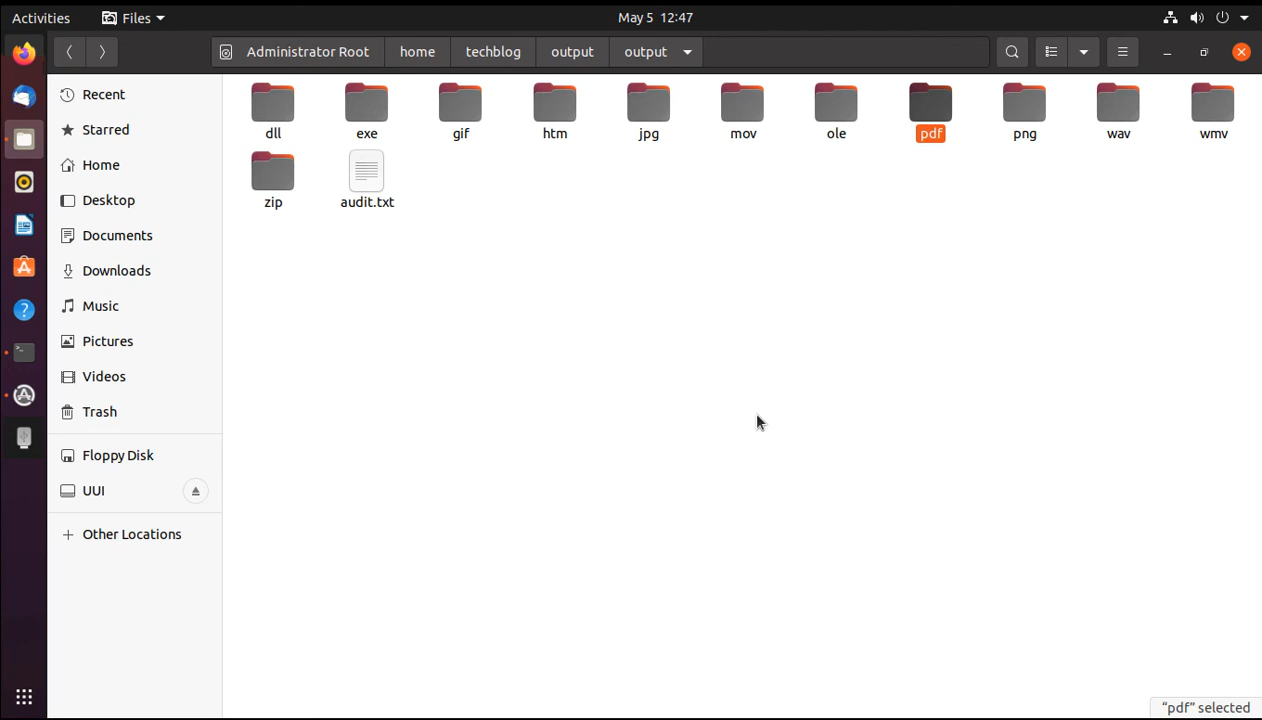 Activities Files May 5 12:47
Administrator Root home techblog output output
Recent
Starred
Home
Desktop
Documents
Downloads
Music
Pictures
Videos
Trash
Floppy Disk
UUI
Other Locations
dll exe gif htm jpg mov ole pdf png wav wmv
zip audit.txt
"pdf" selected